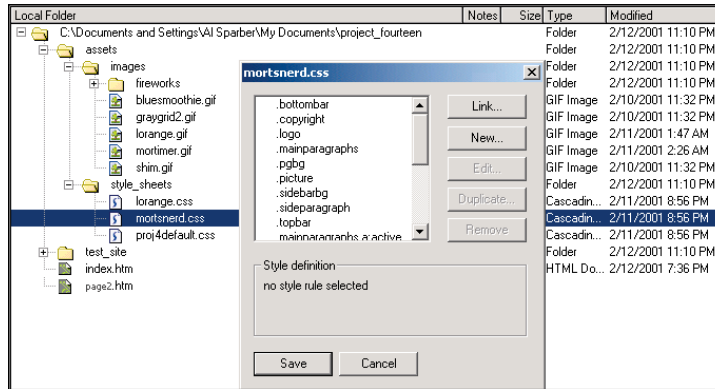 Local Folder Notes Size Type Modified
C:\Documents and Settings\Al Sparber\My Documents\project_fourteen Folder 2/12/2001 11:10 PM
assets Folder 2/12/2001 11:10 PM
images Folder 2/12/2001 11:10 PM
fireworks Folder 2/12/2001 11:10 PM
bluesmoothie.gif GIF Image 2/10/2001 11:32 PM
graygrid2.gif GIF Image 2/10/2001 11:32 PM
lorange.gif GIF Image 2/11/2001 1:47 AM
mortimer.gif GIF Image 2/11/2001 2:26 AM
shim.gif GIF Image 2/10/2001 11:32 PM
style_sheets Folder 2/12/2001 11:10 PM
lorange.css Cascadin... 2/11/2001 8:56 PM
mortsnerd.css Cascadin... 2/11/2001 8:56 PM
proj4default.css Cascadin... 2/11/2001 8:56 PM
test_site Folder 2/12/2001 11:10 PM
index.htm HTML Do... 2/12/2001 7:36 PM
page2.htm
mortsnerd.css
.bottombar
.copyright
.logo
.mainparagraphs
.pgbg
.picture
.sidebarbg
.sideparagraph
.topbar
.mainparagraphs a:active
Link...
New...
Edit...
Duplicate...
Remove
Style definition
no style rule selected
Save Cancel